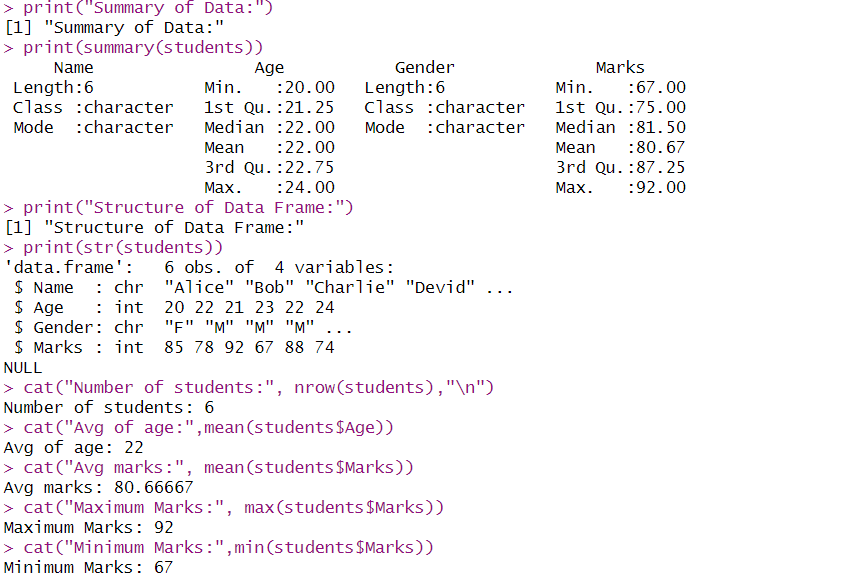 > print("Summary of Data:")
[1] "Summary of Data:"
> print(summary(students))
     Name                Age           Gender              Marks      
 Length:6           Min.   :20.00   Length:6           Min.   :67.00  
 Class :character   1st Qu.:21.25   Class :character   1st Qu.:75.00  
 Mode  :character   Median :22.00   Mode  :character   Median :81.50  
                    Mean   :22.00                      Mean   :80.67  
                    3rd Qu.:22.75                      3rd Qu.:87.25  
                    Max.   :24.00                      Max.   :92.00  
> print("Structure of Data Frame:")
[1] "Structure of Data Frame:"
> print(str(students))
'data.frame':   6 obs. of  4 variables:
 $ Name  : chr  "Alice" "Bob" "Charlie" "Devid" ...
 $ Age   : int  20 22 21 23 22 24
 $ Gender: chr  "F" "M" "M" "M" ...
 $ Marks : int  85 78 92 67 88 74
NULL
> cat("Number of students:", nrow(students),"\n")
Number of students: 6
> cat("Avg of age:",mean(students$Age))
Avg of age: 22
> cat("Avg marks:", mean(students$Marks))
Avg marks: 80.66667
> cat("Maximum Marks:", max(students$Marks))
Maximum Marks: 92
> cat("Minimum Marks:",min(students$Marks))
Minimum Marks: 67